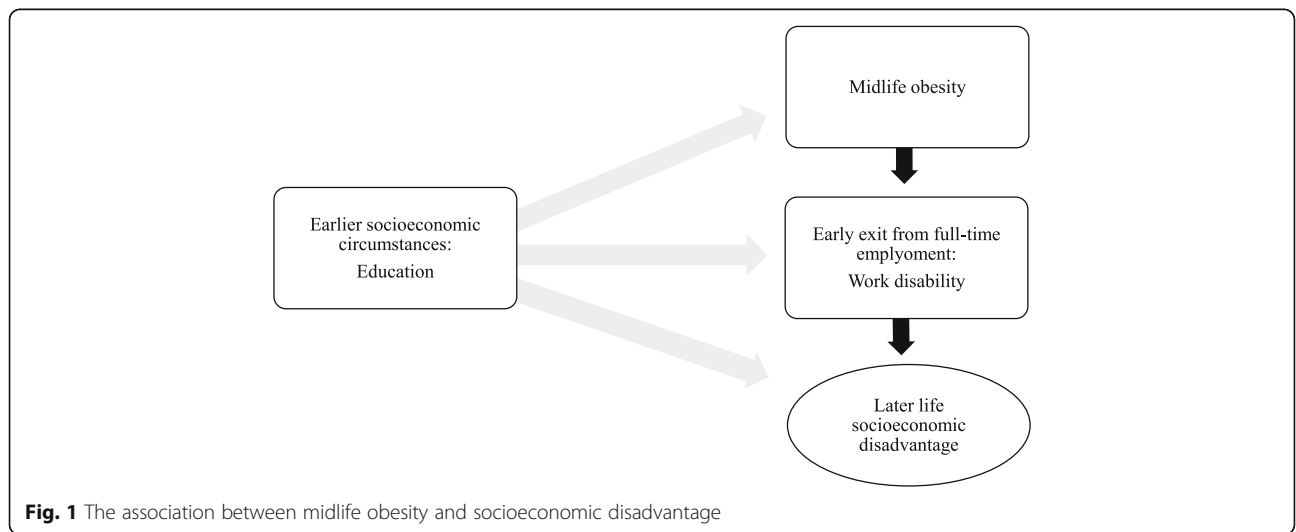 Midlife obesity
Earlier socioeconomic
circumstances:
Education
Early exit from full-time
emplyoment:
Work disability
Later life
socioeconomic
disadvantage
Fig. 1 The association between midlife obesity and socioeconomic disadvantage